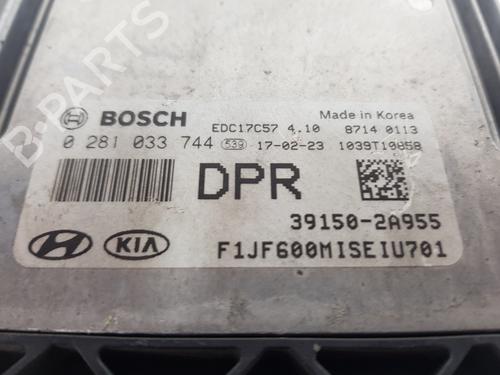 BOSCH EDC17C57 4.10 Made in Korea 8714 0113
0 281 033 744 539 17-02-23 1039T10858
DPR
39150-2A955
KIA F1JF600MISEIU701
B-PARTS